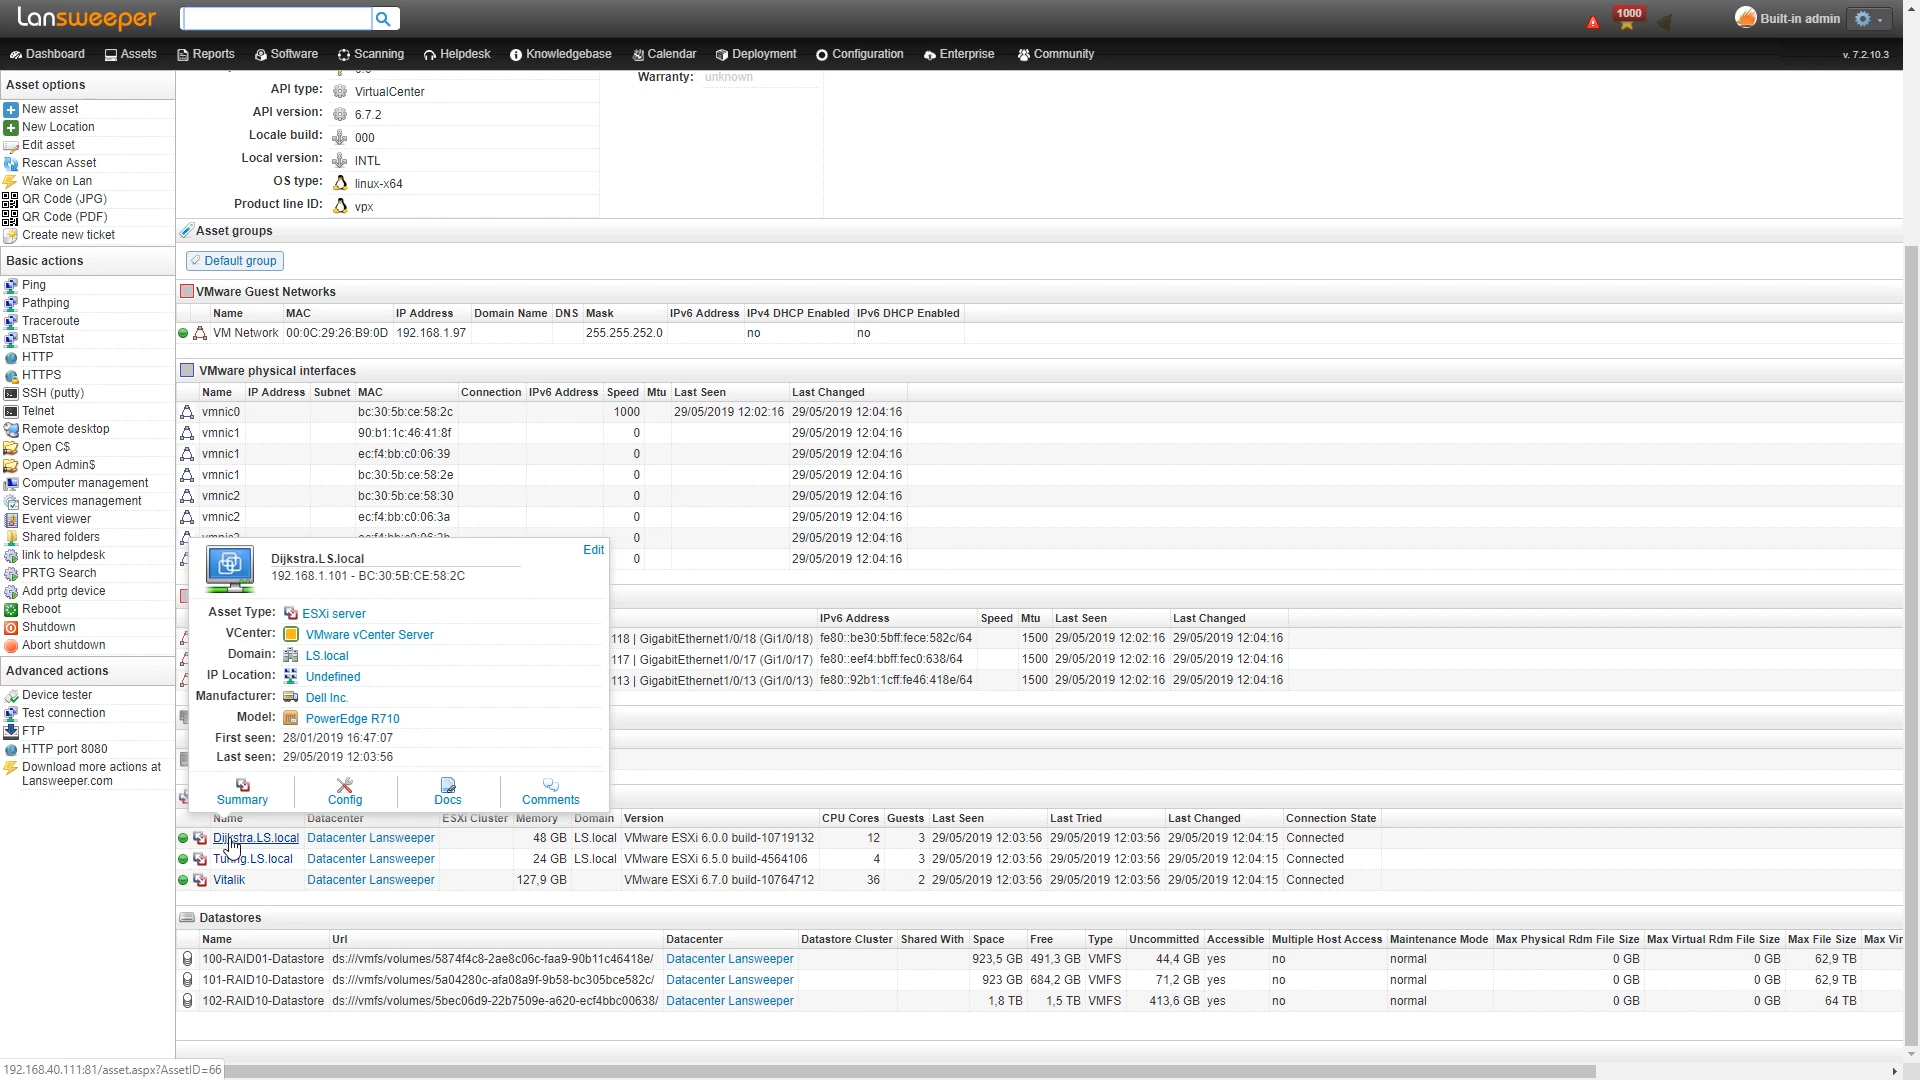 Lansweeper
1000
Built-in admin
Dashboard Assets Reports Software Scanning Helpdesk Knowledgebase Calendar Deployment Configuration Enterprise Community v. 7.2.10.3
Asset options
New asset
New Location
Edit asset
Rescan Asset
Wake on Lan
QR Code (JPG)
QR Code (PDF)
Create new ticket
Basic actions
Ping
Pathping
Traceroute
NBTstat
HTTP
HTTPS
SSH (putty)
Telnet
Remote desktop
Open C$
Open Admin$
Computer management
Services management
Event viewer
Shared folders
link to helpdesk
PRTG Search
Add prtg device
Reboot
Shutdown
Abort shutdown
Advanced actions
Device tester
Test connection
FTP
HTTP port 8080
Download more actions at
Lansweeper.com
Warranty: unknown
API type: VirtualCenter
API version: 6.7.2
Locale build: 000
Local version: INTL
OS type: linux-x64
Product line ID: vpx
Asset groups
Default group
VMware Guest Networks
Name MAC IP Address Domain Name DNS Mask IPv6 Address IPv4 DHCP Enabled IPv6 DHCP Enabled
VM Network 00:0C:29:26:B9:0D 192.168.1.97 255.255.252.0 no no
VMware physical interfaces
Name IP Address Subnet MAC Connection IPv6 Address Speed Mtu Last Seen Last Changed
vmnic0 bc:30:5b:ce:58:2c 1000 29/05/2019 12:02:16 29/05/2019 12:04:16
vmnic1 90:b1:1c:46:41:8f 0 29/05/2019 12:04:16
vmnic1 ec:f4:bb:c0:06:39 0 29/05/2019 12:04:16
vmnic1 bc:30:5b:ce:58:2e 0 29/05/2019 12:04:16
vmnic2 bc:30:5b:ce:58:30 0 29/05/2019 12:04:16
vmnic2 ec:f4:bb:c0:06:3a 0 29/05/2019 12:04:16
0 29/05/2019 12:04:16
0 29/05/2019 12:04:16
Dijkstra.LS.local Edit
192.168.1.101 - BC:30:5B:CE:58:2C
Asset Type: ESXi server
VCenter: VMware vCenter Server
Domain: LS.local
IP Location: Undefined
Manufacturer: Dell Inc.
Model: PowerEdge R710
First seen: 28/01/2019 16:47:07
Last seen: 29/05/2019 12:03:56
Summary Config Docs Comments
IPv6 Address Speed Mtu Last Seen Last Changed
118 | GigabitEthernet1/0/18 (Gi1/0/18) fe80::be30:5bff:fece:582c/64 1500 29/05/2019 12:02:16 29/05/2019 12:04:16
117 | GigabitEthernet1/0/17 (Gi1/0/17) fe80::eef4:bbff:fec0:638/64 1500 29/05/2019 12:02:16 29/05/2019 12:04:16
113 | GigabitEthernet1/0/13 (Gi1/0/13) fe80::92b1:1cff:fe46:418e/64 1500 29/05/2019 12:02:16 29/05/2019 12:04:16
Name Datacenter ESXi Cluster Memory Domain Version CPU Cores Guests Last Seen Last Tried Last Changed Connection State
Dijkstra.LS.local Datacenter Lansweeper 48 GB LS.local VMware ESXi 6.0.0 build-10719132 12 3 29/05/2019 12:03:56 29/05/2019 12:03:56 29/05/2019 12:04:15 Connected
Turing.LS.local Datacenter Lansweeper 24 GB LS.local VMware ESXi 6.5.0 build-4564106 4 3 29/05/2019 12:03:56 29/05/2019 12:03:56 29/05/2019 12:04:15 Connected
Vitalik Datacenter Lansweeper 127,9 GB VMware ESXi 6.7.0 build-10764712 36 2 29/05/2019 12:03:56 29/05/2019 12:03:56 29/05/2019 12:04:15 Connected
Datastores
Name Url Datacenter Datastore Cluster Shared With Space Free Type Uncommitted Accessible Multiple Host Access Maintenance Mode Max Physical Rdm File Size Max Virtual Rdm File Size Max File Size Max Vir
100-RAID01-Datastore ds:///vmfs/volumes/5874f4c8-2ae8c06c-faa9-90b11c46418e/ Datacenter Lansweeper 923,5 GB 491,3 GB VMFS 44,4 GB yes no normal 0 GB 0 GB 62,9 TB
101-RAID10-Datastore ds:///vmfs/volumes/5a04280c-afa08a9f-9b58-bc305bce582c/ Datacenter Lansweeper 923 GB 684,2 GB VMFS 71,2 GB yes no normal 0 GB 0 GB 62,9 TB
102-RAID10-Datastore ds:///vmfs/volumes/5bec06d9-22b7509e-a620-ecf4bbc00638/ Datacenter Lansweeper 1,8 TB 1,5 TB VMFS 413,6 GB yes no normal 0 GB 0 GB 64 TB
192.168.40.111:81/asset.aspx?AssetID=66